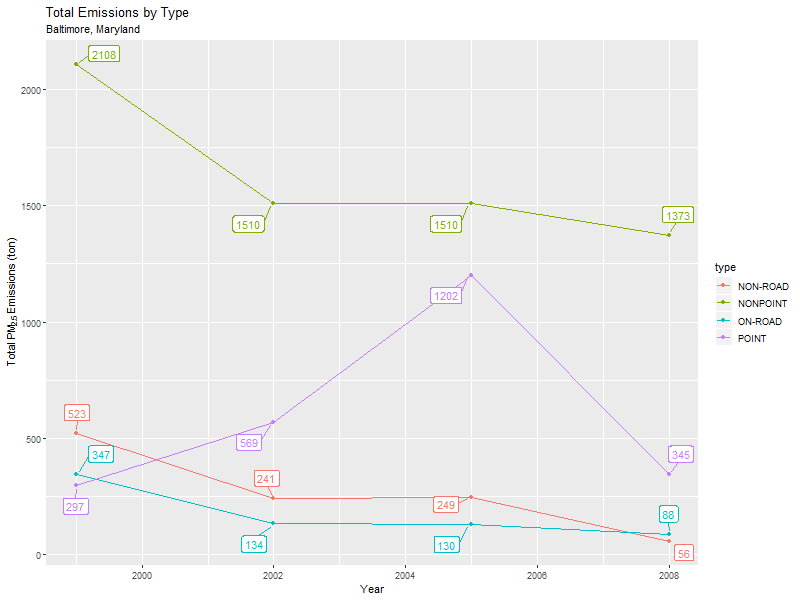 Total Emissions by Type
Baltimore, Maryland
Total PM2.5 Emissions (ton)
2000
1500
1000
500
0
2108
1510
1510
1373
1202
523
347
569
297
241
249
345
134
130
88
56
2000
2002
2004
2006
2008
Year
type
NON-ROAD
NONPOINT
ON-ROAD
POINT